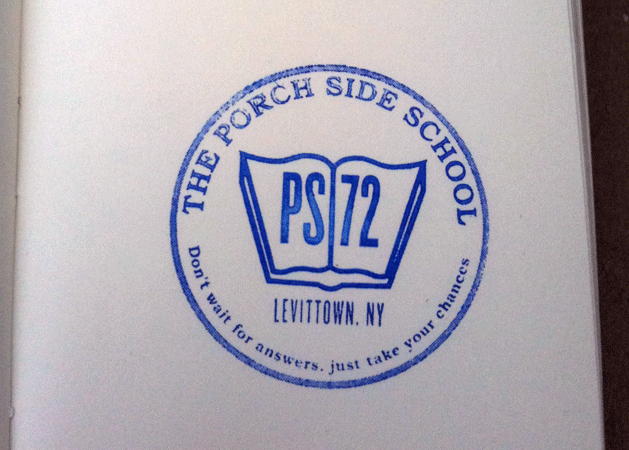 THE PORCH SIDE SCHOOL
PS 72
LEVITTOWN, NY
Don't wait for answers, just take your chances